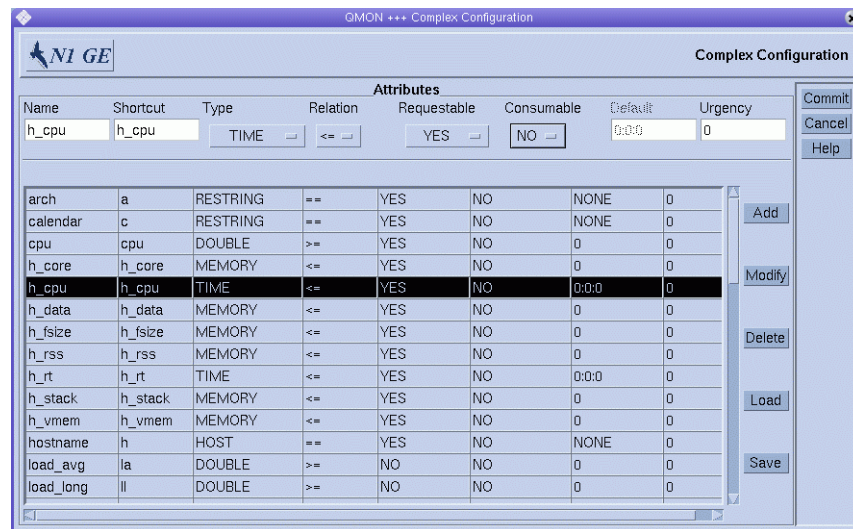 QMON +++ Complex Configuration
N1 GE
Complex Configuration
Attributes
Name Shortcut Type Relation Requestable Consumable Default Urgency
h_cpu h_cpu TIME <= YES NO 0:0:0 0
Commit
Cancel
Help
arch a RESTRING == YES NO NONE 0
calendar c RESTRING == YES NO NONE 0
cpu cpu DOUBLE >= YES NO 0 0
h_core h_core MEMORY <= YES NO 0 0
h_cpu h_cpu TIME <= YES NO 0:0:0 0
h_data h_data MEMORY <= YES NO 0 0
h_fsize h_fsize MEMORY <= YES NO 0 0
h_rss h_rss MEMORY <= YES NO 0 0
h_rt h_rt TIME <= YES NO 0:0:0 0
h_stack h_stack MEMORY <= YES NO 0 0
h_vmem h_vmem MEMORY <= YES NO 0 0
hostname h HOST == YES NO NONE 0
load_avg la DOUBLE >= NO NO 0 0
load_long ll DOUBLE >= NO NO 0 0
Add
Modify
Delete
Load
Save